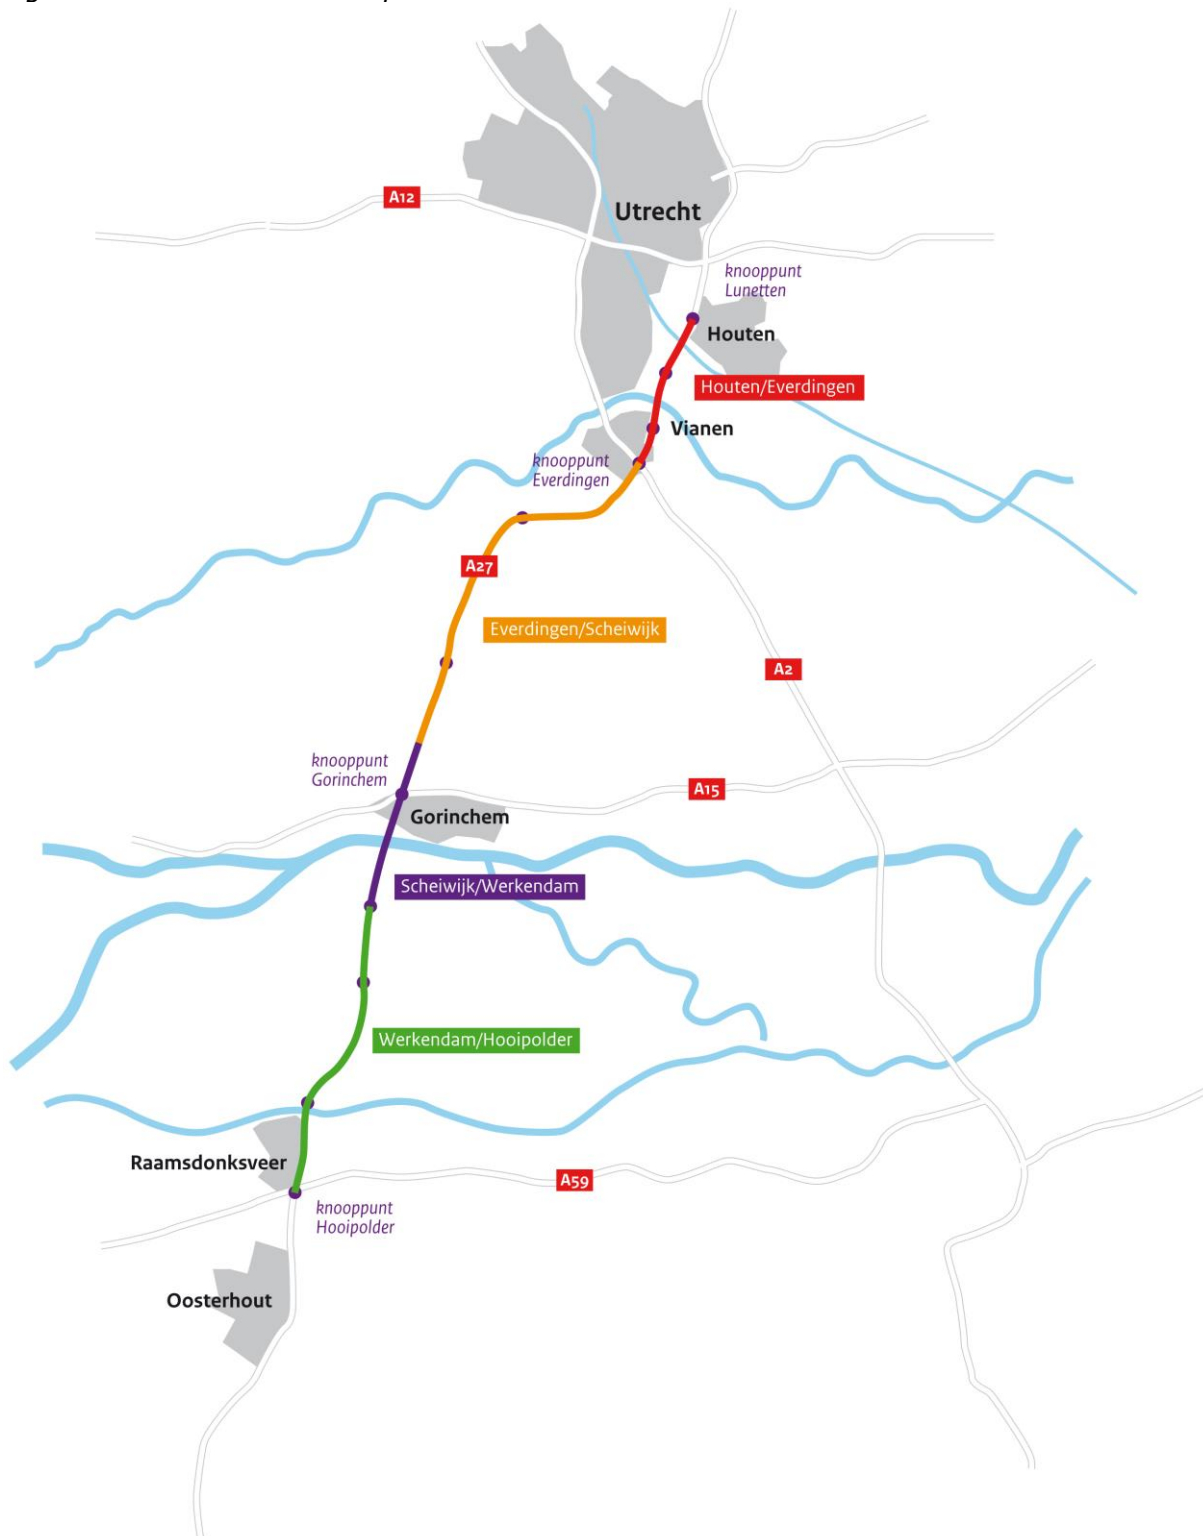 A12
Utrecht
knooppunt
Lunetten
Houten
Houten/Everdingen
Vianen
knooppunt
Everdingen
A27
Everdingen/Scheiwijk
A2
knooppunt
Gorinchem
A15
Gorinchem
Scheiwijk/Werkendam
Werkendam/Hooipolder
Raamsdonksveer
A59
knooppunt
Hooipolder
Oosterhout